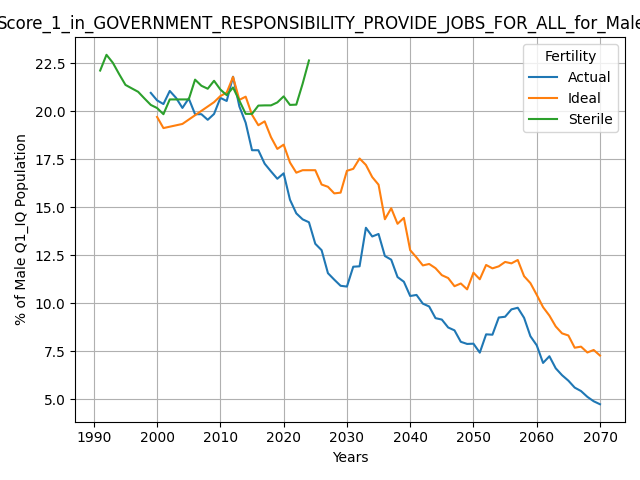 Score_1_in_GOVERNMENT_RESPONSIBILITY_PROVIDE_JOBS_FOR_ALL_for_Male
Fertility
Actual
Ideal
Sterile
% of Male Q1_IQ Population
22.5
20.0
17.5
15.0
12.5
10.0
7.5
5.0
1990 2000 2010 2020 2030 2040 2050 2060 2070
Years